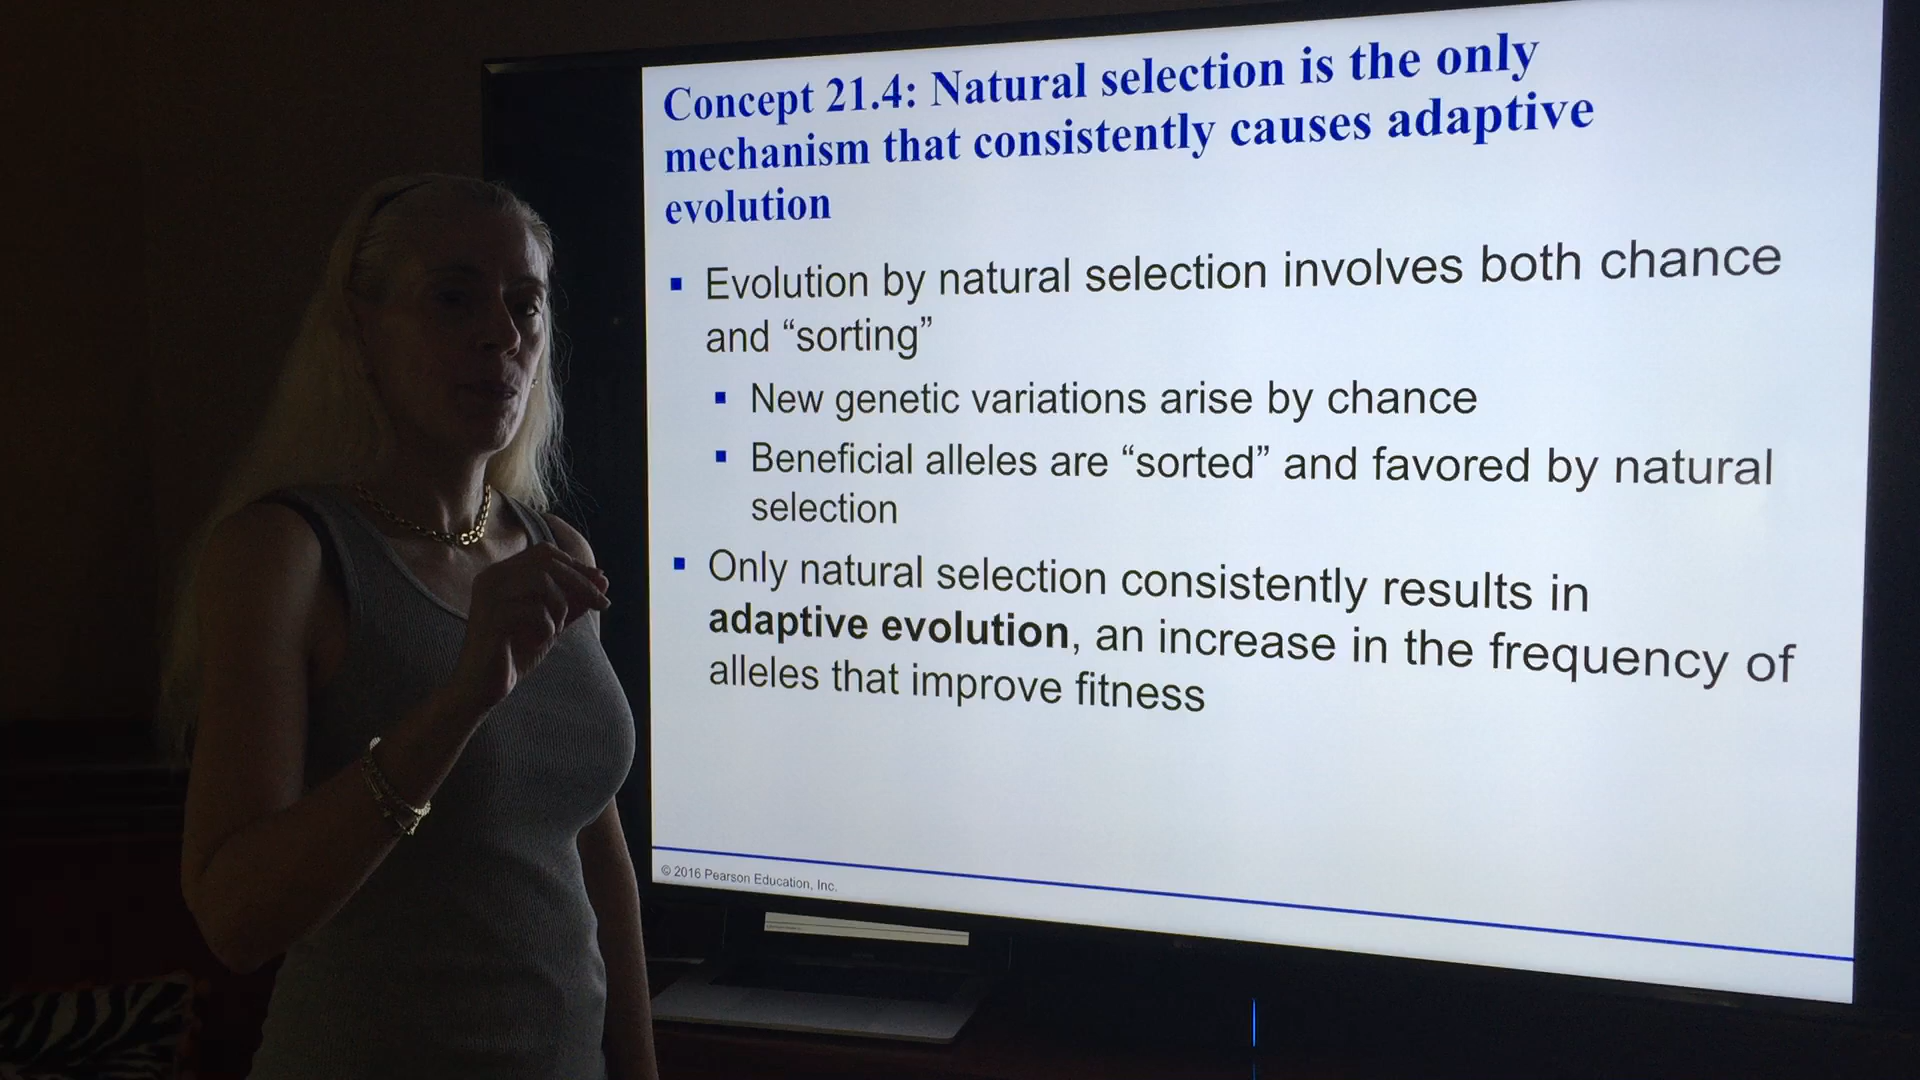 Concept 21.4: Natural selection is the only
mechanism that consistently causes adaptive
evolution
▪ Evolution by natural selection involves both chance
and “sorting”
▪ New genetic variations arise by chance
▪ Beneficial alleles are “sorted” and favored by natural
selection
▪ Only natural selection consistently results in
adaptive evolution, an increase in the frequency of
alleles that improve fitness
© 2016 Pearson Education, Inc.